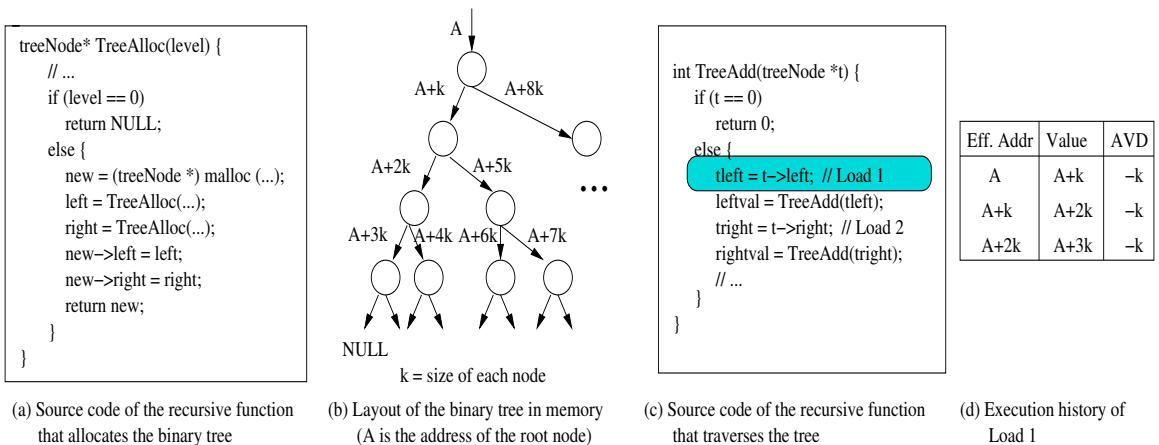 treeNode* TreeAlloc(level) {
// ...
if (level == 0)
return NULL;
else {
new = (treeNode *) malloc (...);
left = TreeAlloc(...);
right = TreeAlloc(...);
new->left = left;
new->right = right;
return new;
}
}
(a) Source code of the recursive function
that allocates the binary tree
A
A+k
A+8k
A+2k
A+5k
...
A+3k
A+4k
A+6k
A+7k
NULL
k = size of each node
(b) Layout of the binary tree in memory
(A is the address of the root node)
int TreeAdd(treeNode *t) {
if (t == 0)
return 0;
else {
tleft = t->left; // Load 1
leftval = TreeAdd(tleft);
tright = t->right; // Load 2
rightval = TreeAdd(tright);
// ...
}
}
(c) Source code of the recursive function
that traverses the tree
Eff. Addr Value AVD
A A+k −k
A+k A+2k −k
A+2k A+3k −k
(d) Execution history of
Load 1